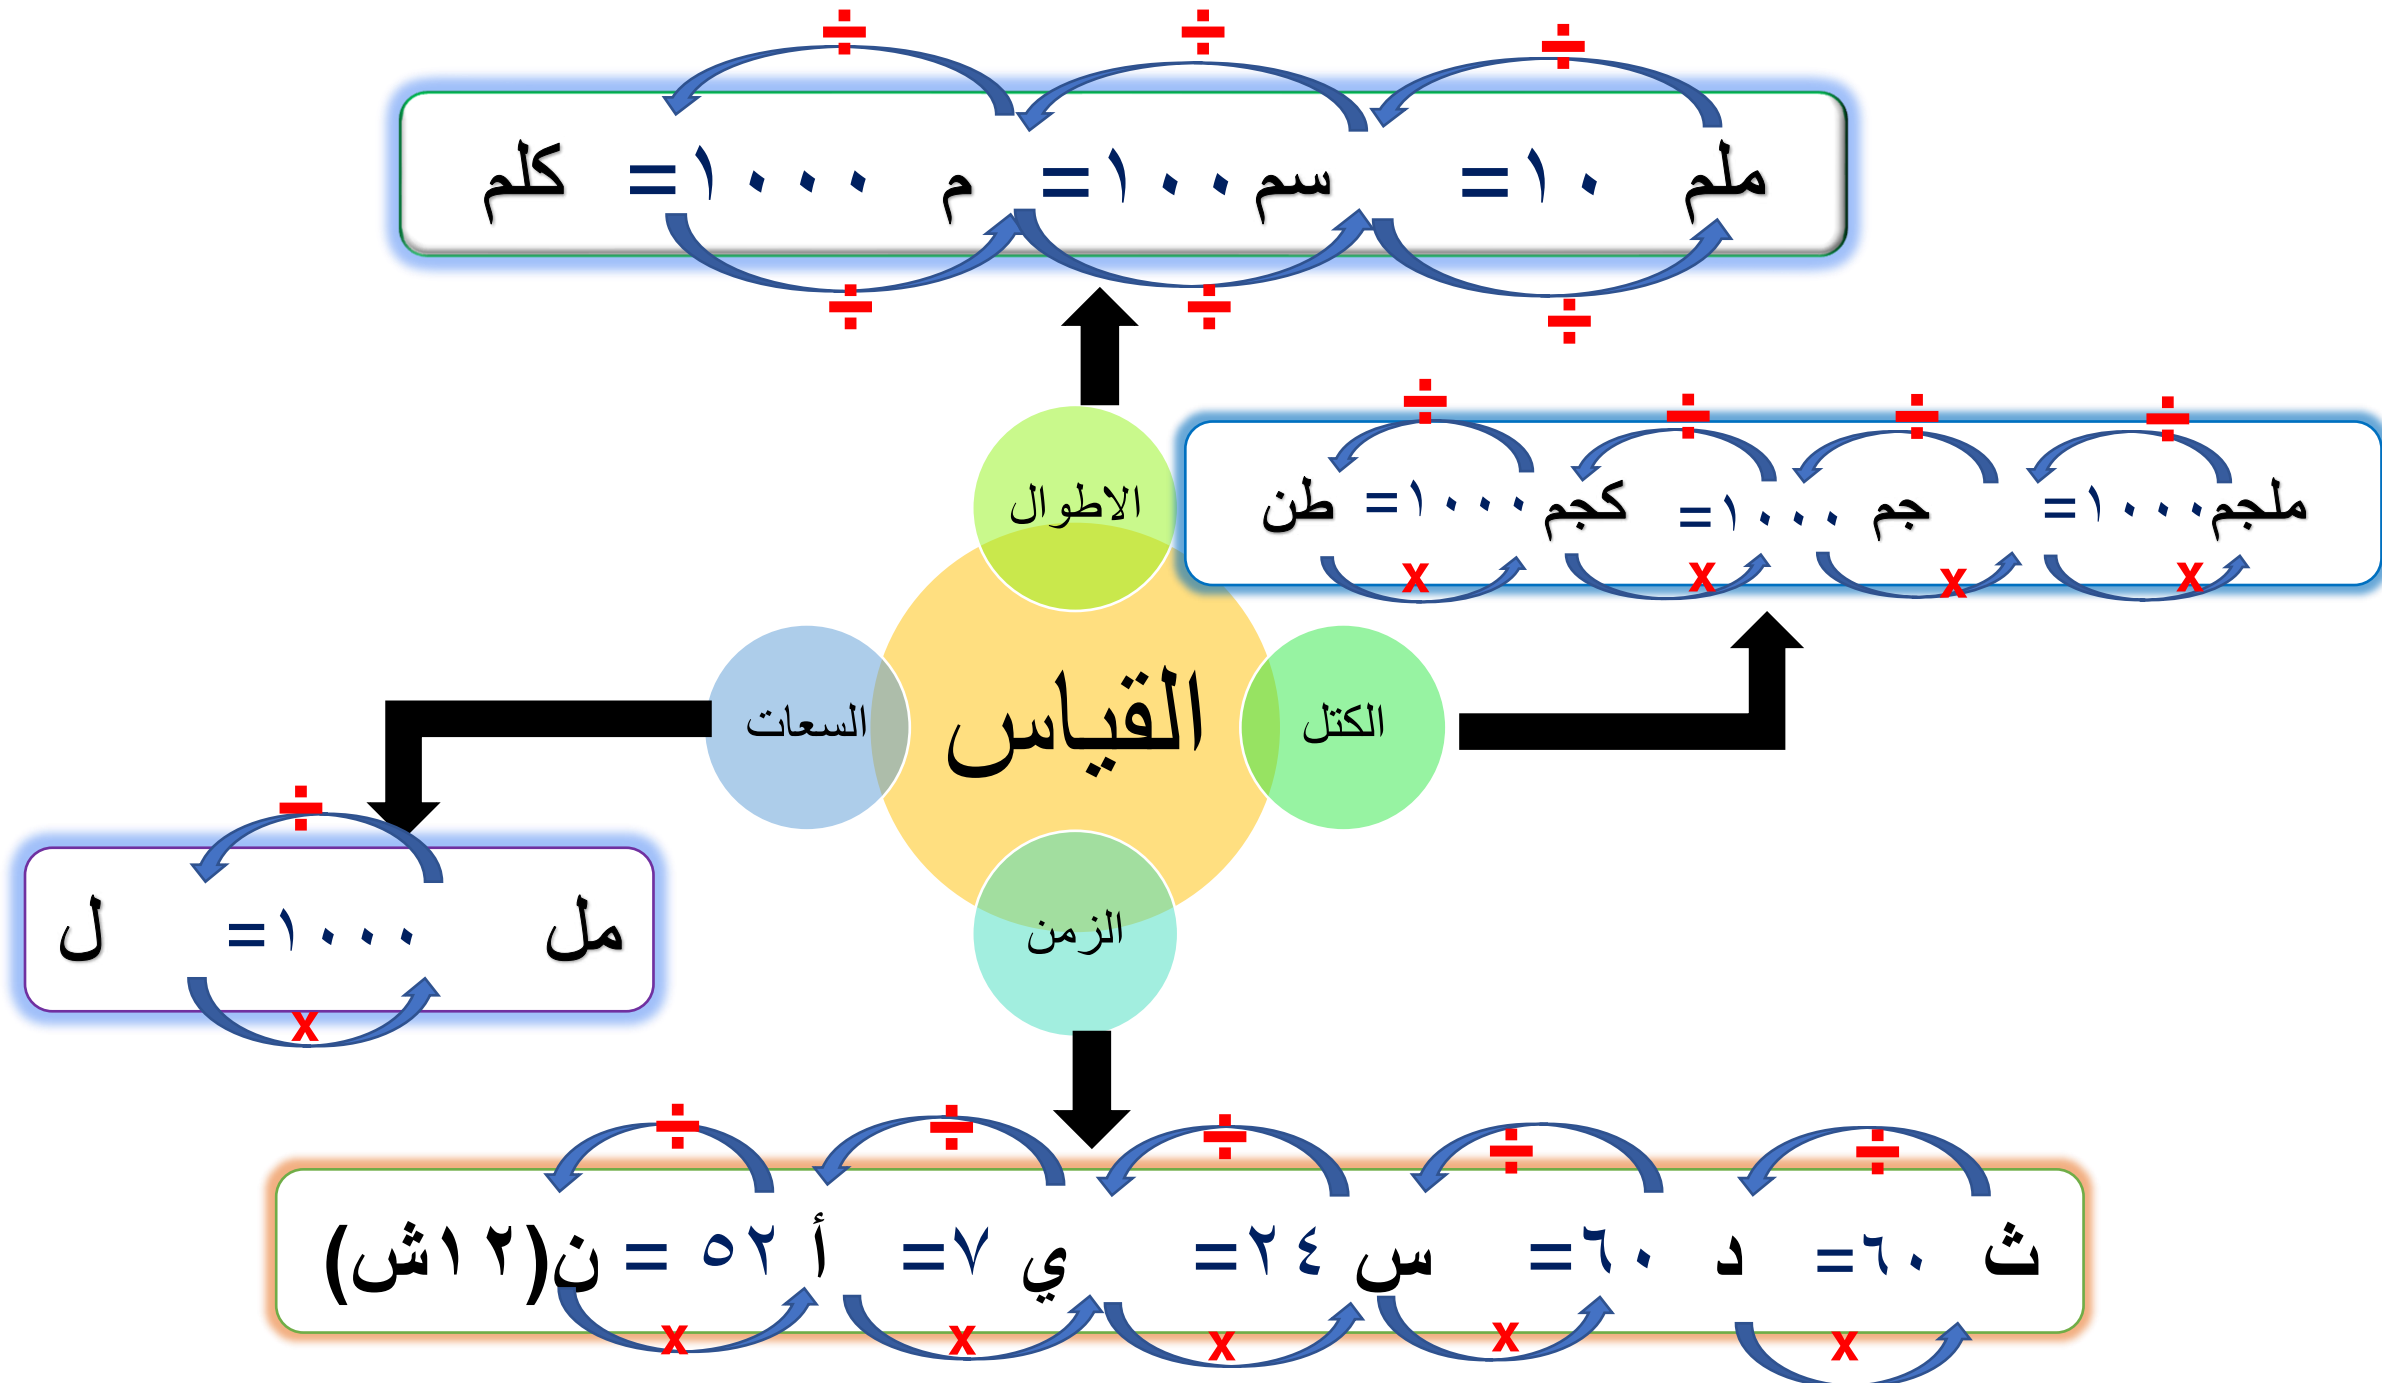 ÷ ÷ ÷
ملم ١٠= سم ١٠٠= م ١٠٠٠= كلم
÷ ÷ ÷
الاطوال
÷ ÷ ÷ ÷
ملجم ١٠٠٠= جم ١٠٠٠= كجم ١٠٠٠= طن
x x x x
القياس
الكتل
السعات
الزمن
÷
مل ١٠٠٠= ل
x
÷ ÷ ÷ ÷ ÷
ث ٦٠= د ٦٠= س ٢٤= ي ٧= أ ٥٢ = ن(١٢ش)
x x x x x